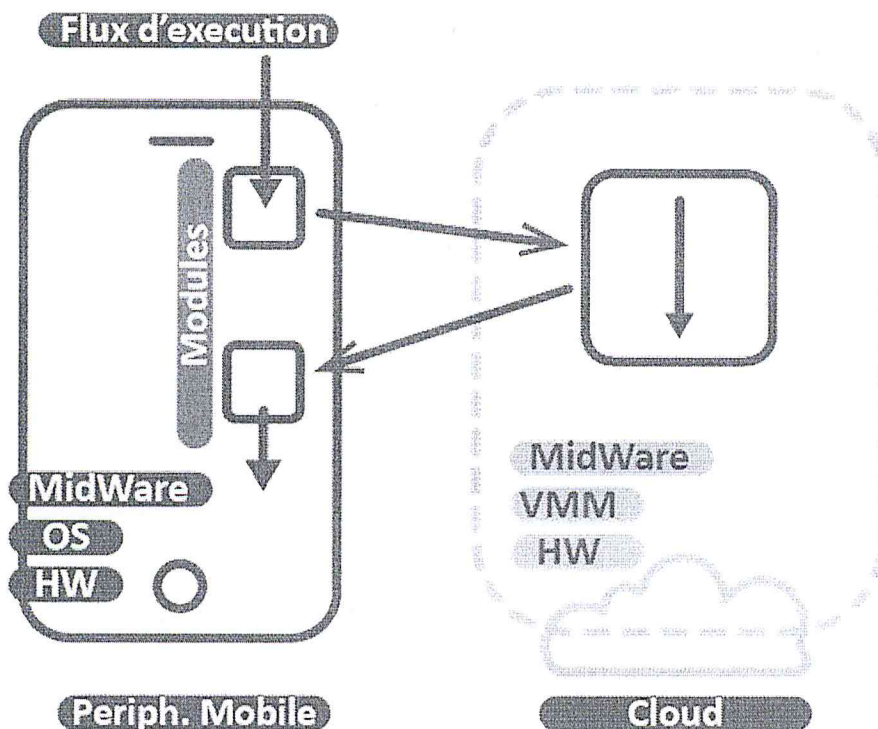 Flux d'execution
Modules
MidWare
OS
HW
MidWare
VMM
HW
Periph. Mobile
Cloud